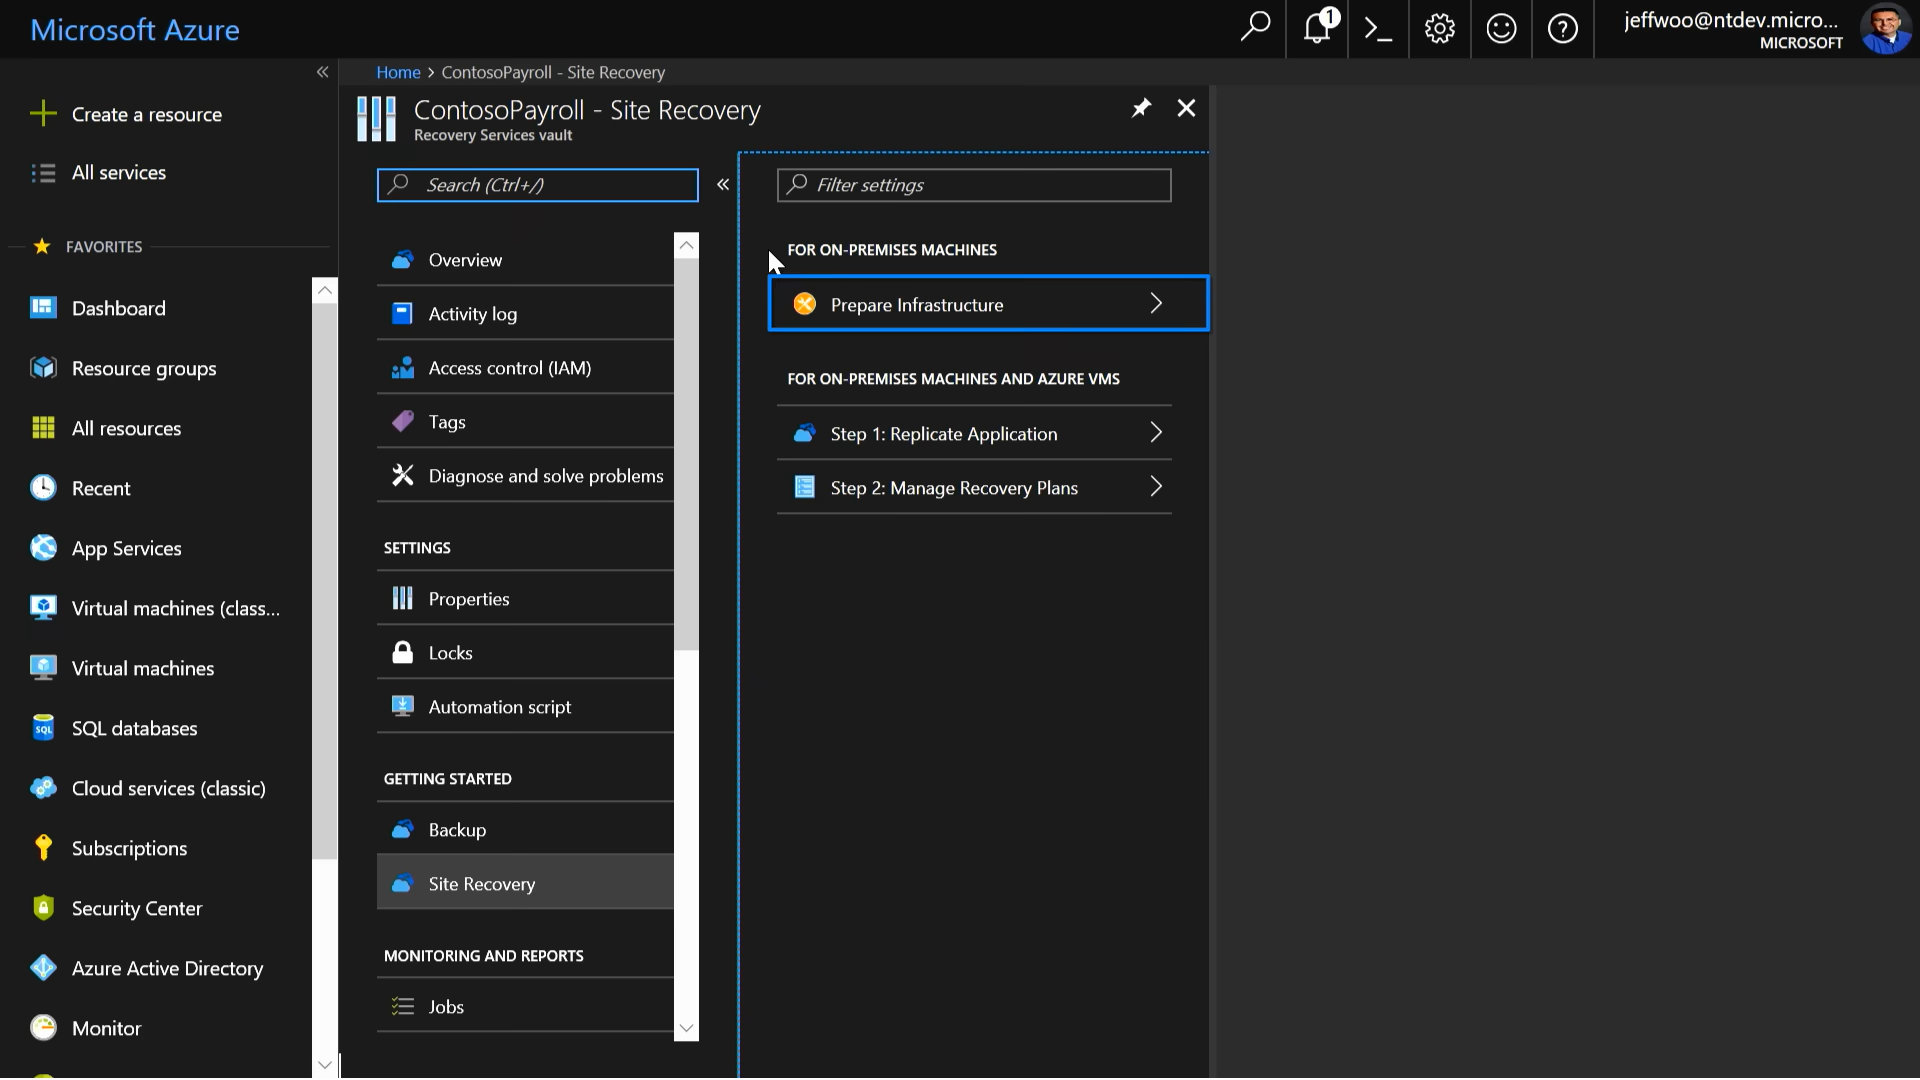 Microsoft Azure
1
jeffwoo@ntdev.micro...
MICROSOFT
Home > ContosoPayroll - Site Recovery
ContosoPayroll - Site Recovery
Recovery Services vault
Create a resource
All services
FAVORITES
Dashboard
Resource groups
All resources
Recent
App Services
Virtual machines (class...
Virtual machines
SQL
SQL databases
Cloud services (classic)
Subscriptions
Security Center
Azure Active Directory
Monitor
Search (Ctrl+/)
Overview
Activity log
Access control (IAM)
Tags
Diagnose and solve problems
SETTINGS
Properties
Locks
Automation script
GETTING STARTED
Backup
Site Recovery
MONITORING AND REPORTS
Jobs
Filter settings
FOR ON-PREMISES MACHINES
Prepare Infrastructure
FOR ON-PREMISES MACHINES AND AZURE VMS
Step 1: Replicate Application
Step 2: Manage Recovery Plans